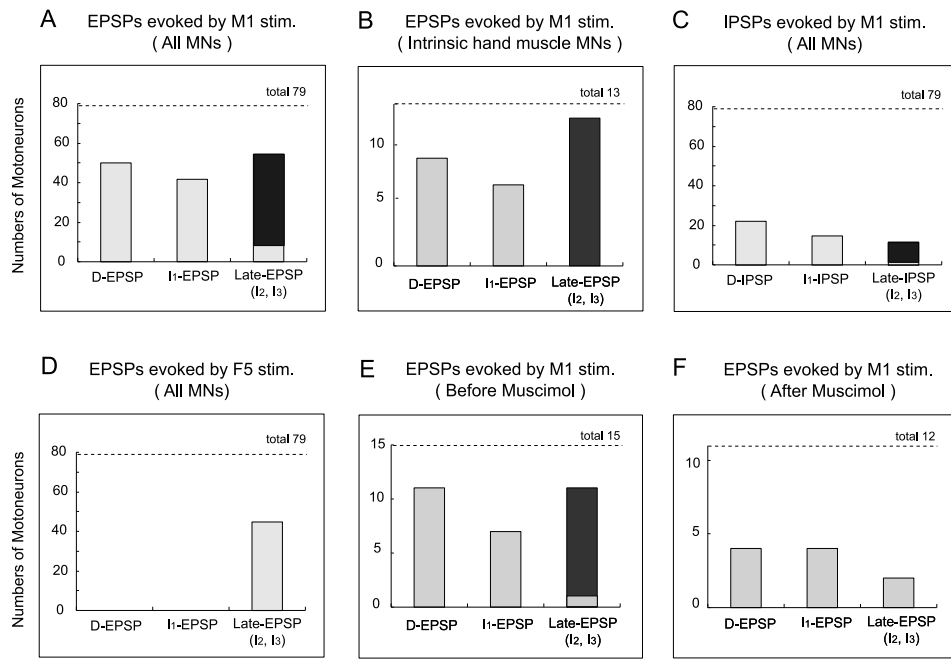 A
EPSPs evoked by M1 stim.
( All MNs )
Numbers of Motoneurons
80
60
40
20
0
total 79
D-EPSP
I1-EPSP
Late-EPSP
(I2, I3)
B
EPSPs evoked by M1 stim.
( Intrinsic hand muscle MNs )
10
5
0
total 13
D-EPSP
I1-EPSP
Late-EPSP
(I2, I3)
C
IPSPs evoked by M1 stim.
(All MNs)
80
60
40
20
0
total 79
D-IPSP
I1-IPSP
Late-IPSP
(I2, I3)
D
EPSPs evoked by F5 stim.
(All MNs)
Numbers of Motoneurons
80
60
40
20
0
total 79
D-EPSP
I1-EPSP
Late-EPSP
(I2, I3)
E
EPSPs evoked by M1 stim.
( Before Muscimol )
15
10
5
0
total 15
D-EPSP
I1-EPSP
Late-EPSP
(I2, I3)
F
EPSPs evoked by M1 stim.
( After Muscimol )
10
5
0
total 12
D-EPSP
I1-EPSP
Late-EPSP
(I2, I3)